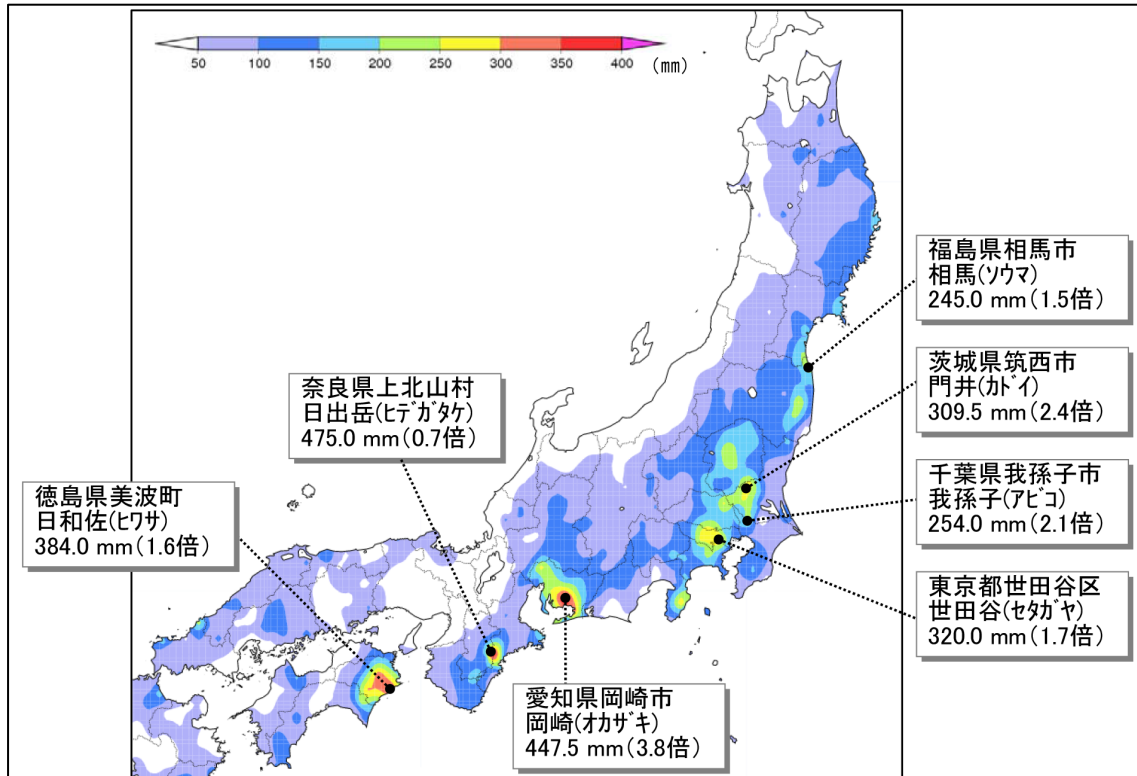 50 100 150 200 250 300 350 400 (mm)
福島県相馬市
相馬(ソウマ)
245.0 mm(1.5倍)
茨城県筑西市
門井(カドイ)
309.5 mm(2.4倍)
奈良県上北山村
日出岳(ヒデガタケ)
475.0 mm(0.7倍)
千葉県我孫子市
我孫子(アビコ)
254.0 mm(2.1倍)
徳島県美波町
日和佐(ヒワサ)
384.0 mm(1.6倍)
東京都世田谷区
世田谷(セタガヤ)
320.0 mm(1.7倍)
愛知県岡崎市
岡崎(オカザキ)
447.5 mm(3.8倍)